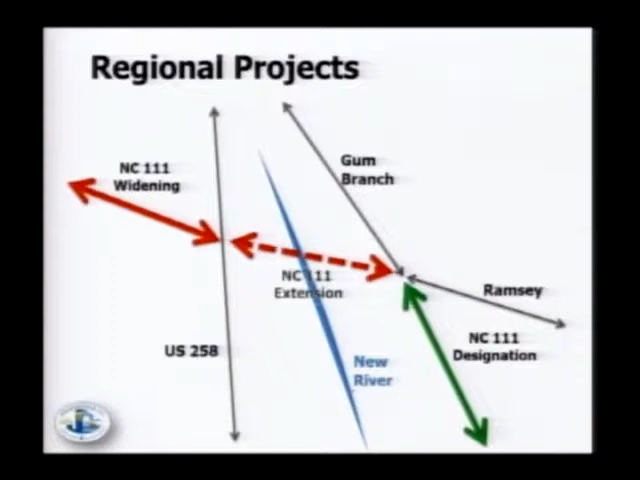 Regional Projects
NC 111
Widening
Gum
Branch
NC 111
Extension
Ramsey
US 258
New
River
NC 111
Designation